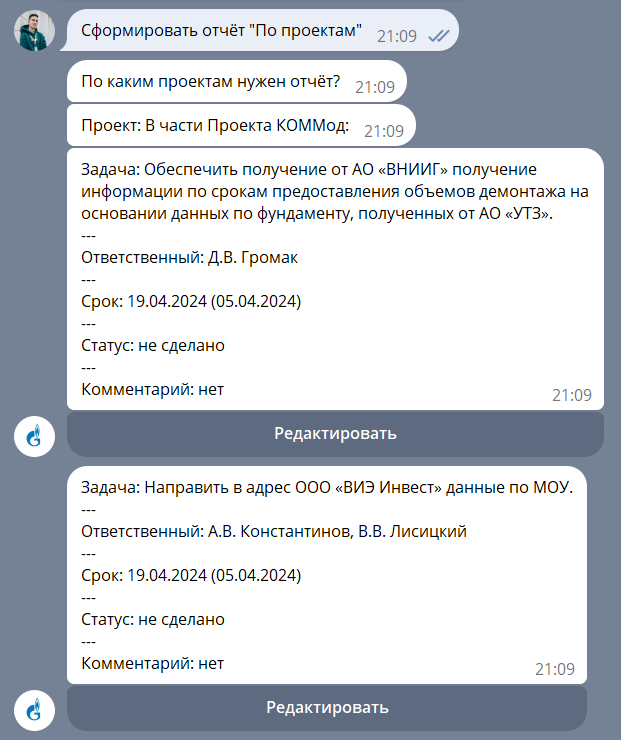 Сформировать отчёт "По проектам" 21:09
По каким проектам нужен отчёт? 21:09
Проект: В части Проекта КОММод: 21:09
Задача: Обеспечить получение от АО «ВНИИГ» получение
информации по срокам предоставления объемов демонтажа на
основании данных по фундаменту, полученных от АО «УТЗ».
---
Ответственный: Д.В. Громак
---
Срок: 19.04.2024 (05.04.2024)
---
Статус: не сделано
---
Комментарий: нет 21:09
Редактировать
Задача: Направить в адрес ООО «ВИЭ Инвест» данные по МОУ.
---
Ответственный: А.В. Константинов, В.В. Лисицкий
---
Срок: 19.04.2024 (05.04.2024)
---
Статус: не сделано
---
Комментарий: нет 21:09
Редактировать